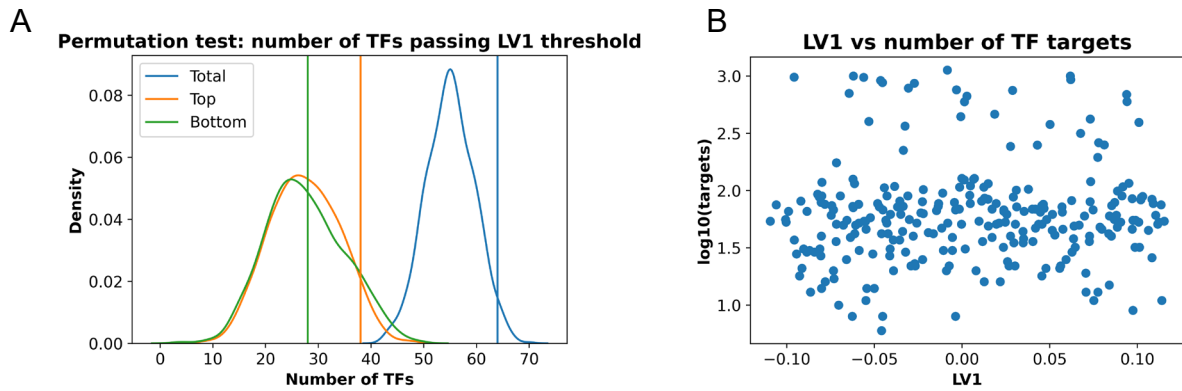 A
Permutation test: number of TFs passing LV1 threshold
Total
Top
Bottom
0.08
0.06
0.04
0.02
0.00
Density
0 10 20 30 40 50 60 70
Number of TFs
B
LV1 vs number of TF targets
3.0
2.5
2.0
1.5
1.0
log10(targets)
−0.10 −0.05 0.00 0.05 0.10
LV1